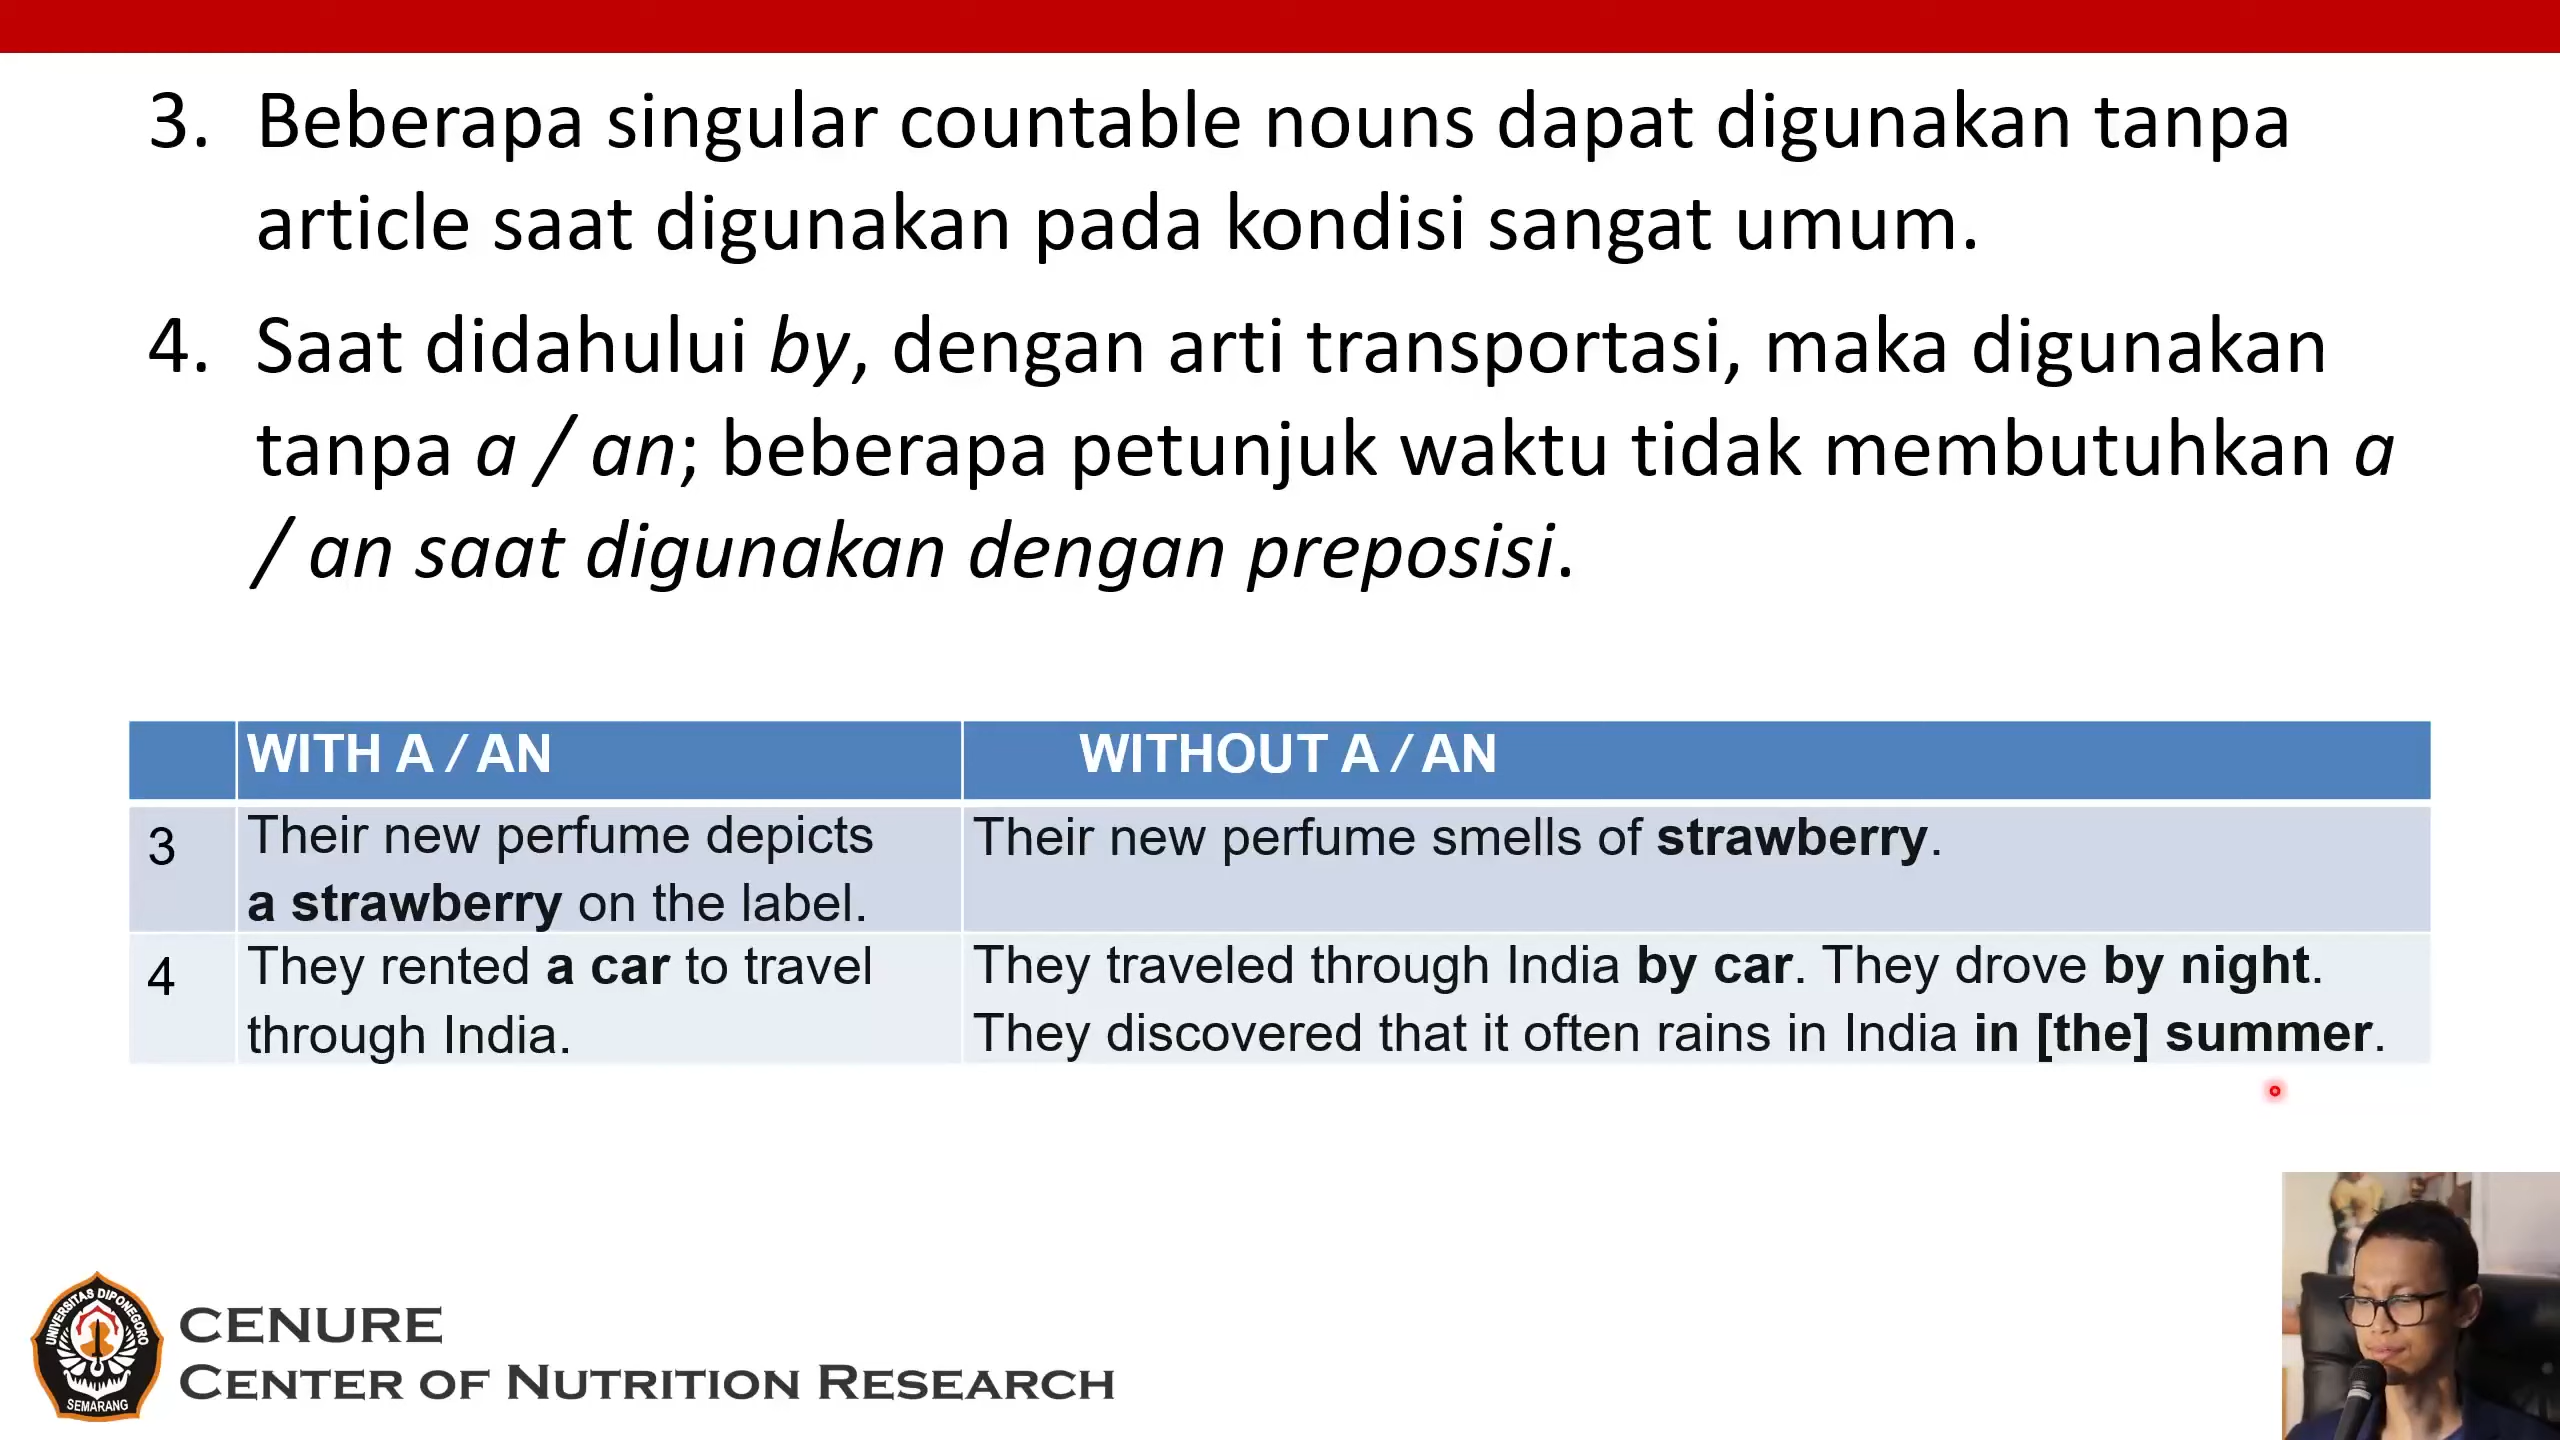 3. Beberapa singular countable nouns dapat digunakan tanpa
article saat digunakan pada kondisi sangat umum.
4. Saat didahului by, dengan arti transportasi, maka digunakan
tanpa a / an; beberapa petunjuk waktu tidak membutuhkan a
/ an saat digunakan dengan preposisi.
WITH A / AN
WITHOUT A / AN
3
Their new perfume depicts
a strawberry on the label.
Their new perfume smells of strawberry.
4
They rented a car to travel
through India.
They traveled through India by car. They drove by night.
They discovered that it often rains in India in [the] summer.
UNIVERSITAS DIPONEGORO
SEMARANG
CENURE
CENTER OF NUTRITION RESEARCH